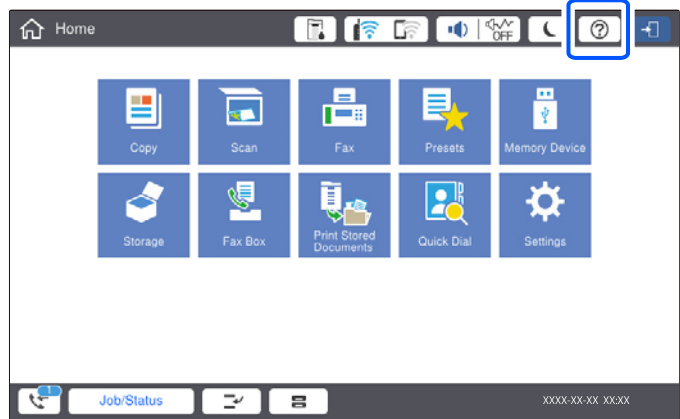 Home
OFF
?
Copy
Scan
Fax
Presets
Memory Device
Storage
Fax Box
Print Stored
Documents
Quick Dial
Settings
1
Job/Status
XXXX-XX-XX XX:XX